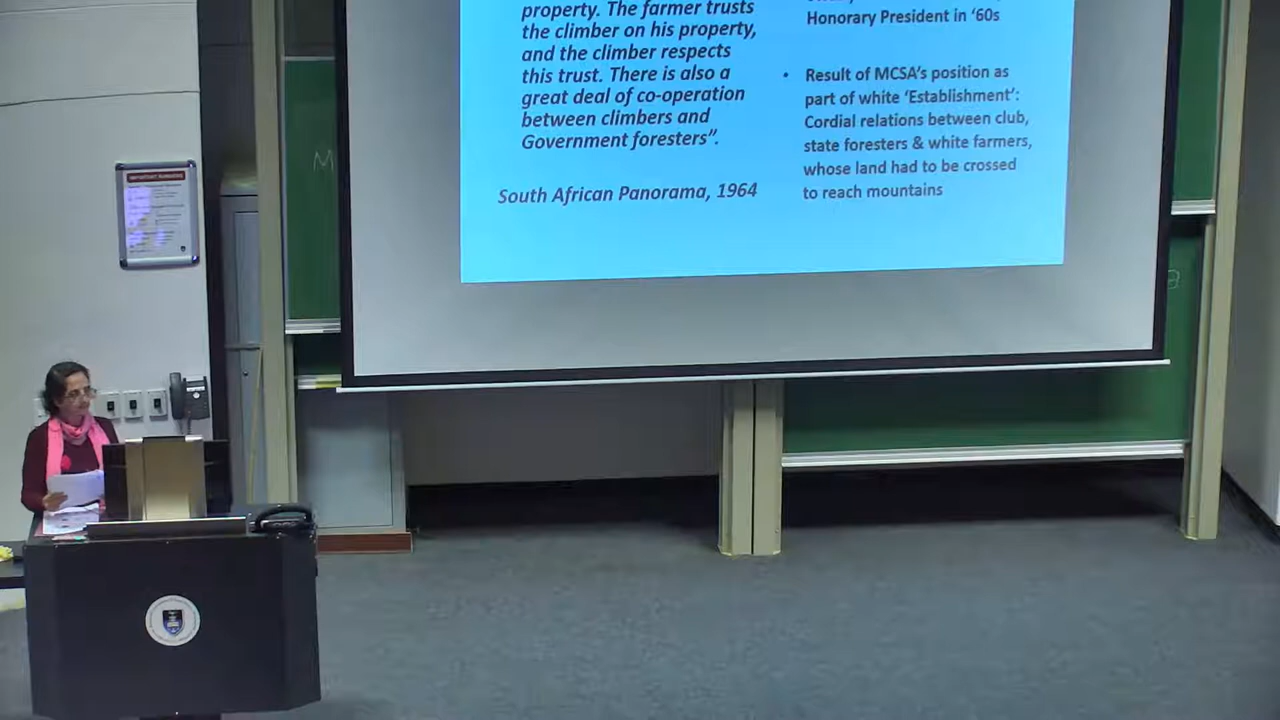 property. The farmer trusts
the climber on his property,
and the climber respects
this trust. There is also a
great deal of co-operation
between climbers and
Government foresters”.
South African Panorama, 1964
Honorary President in ‘60s
• Result of MCSA’s position as
part of white ‘Establishment’:
Cordial relations between club,
state foresters & white farmers,
whose land had to be crossed
to reach mountains